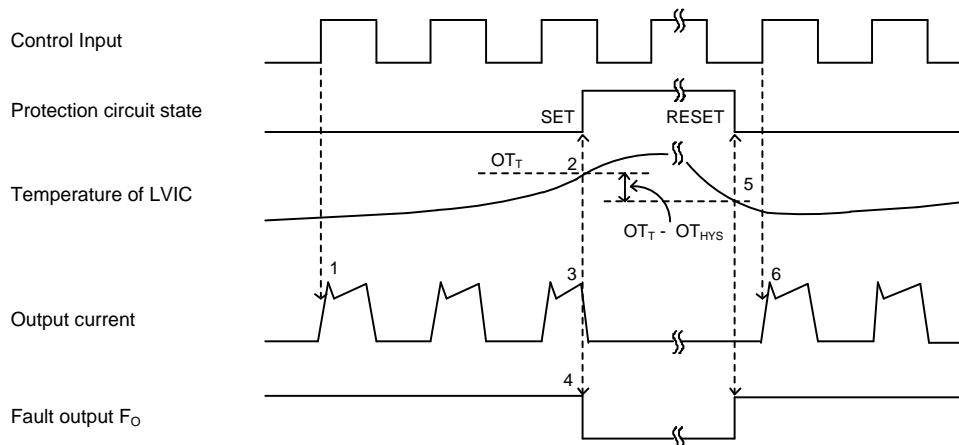 Control Input
Protection circuit state
SET
RESET
OT_T
2
5
Temperature of LVIC
OT_T - OT_HYS
1
3
6
Output current
4
Fault output F_O